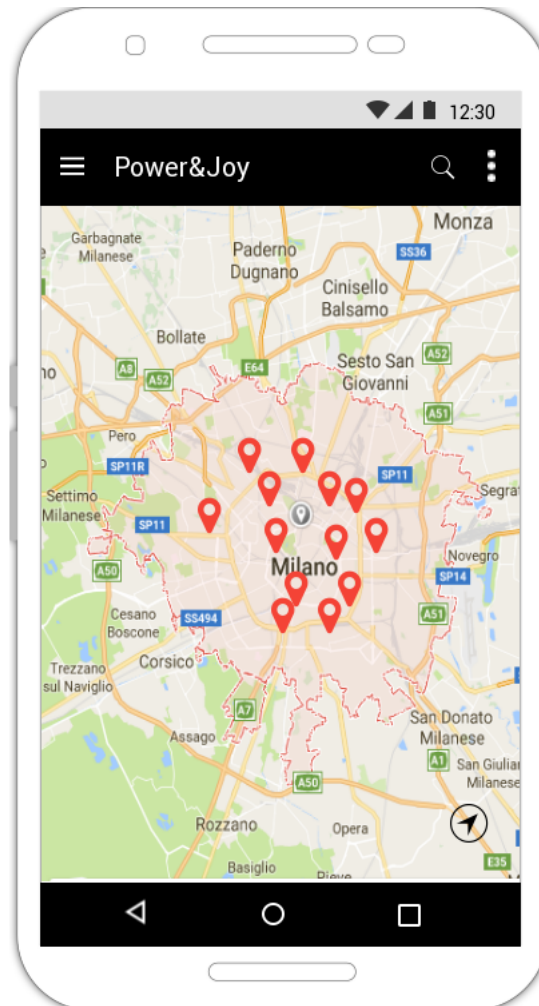 12:30
Power&Joy
Monza
Garbagnate
Milanese
SS36
Paderno
Dugnano
Cinisello
Balsamo
Bollate
A52
Sesto San
Giovanni
A8
E64
A52
A51
Pero
SP11R
SP11
Settimo
Milanese
Segrat
SP11
Novegro
Milano
A50
SP14
Cesano
Boscone
SS494
A51
Corsico
Trezzano
sul Naviglio
A7
San Donato
Milanese
Assago
A1
San Giulian
Milanese
A50
Rozzano
Opera
E35
Basiglio
Pieve